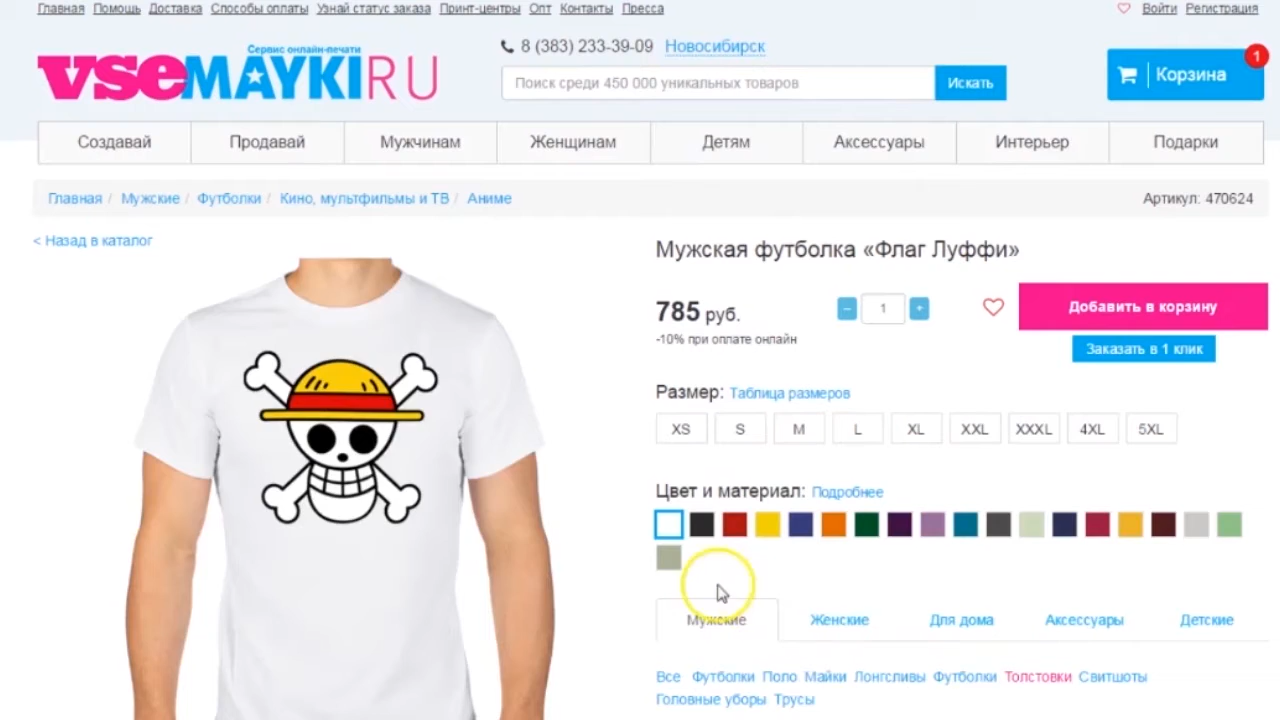 Главная Помощь Доставка Способы оплаты Узнай статус заказа Принт-центры Опт Контакты Пресса
Войти Регистрация
Сервис онлайн-печати
vseMAYKIRU
8 (383) 233-39-09 Новосибирск
Поиск среди 450 000 уникальных товаров Искать
Корзина 1
Создавай Продавай Мужчинам Женщинам Детям Аксессуары Интерьер Подарки
Главная / Мужские / Футболки / Кино, мультфильмы и ТВ / Аниме
Артикул: 470624
< Назад в каталог
Мужская футболка «Флаг Луффи»
785 руб.
-10% при оплате онлайн
− 1 +
Добавить в корзину
Заказать в 1 клик
Размер: Таблица размеров
XS S M L XL XXL XXXL 4XL 5XL
Цвет и материал: Подробнее
Мужские Женские Для дома Аксессуары Детские
Все Футболки Поло Майки Лонгсливы Футболки Толстовки Свитшоты
Головные уборы Трусы